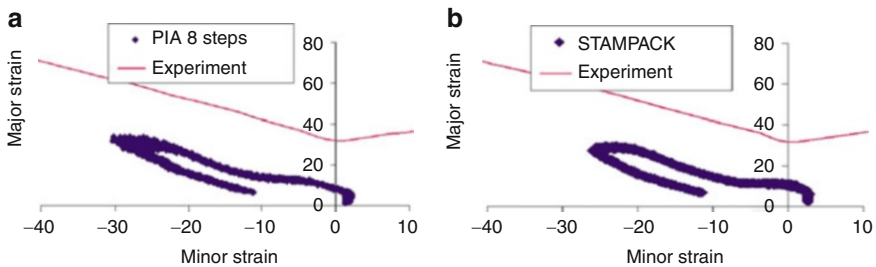 a
PIA 8 steps
Experiment
Major strain
80
60
40
20
0
−40 −30 −20 −10 0 10
Minor strain
b
STAMPACK
Experiment
Major strain
80
60
40
20
0
−40 −30 −20 −10 0 10
Minor strain